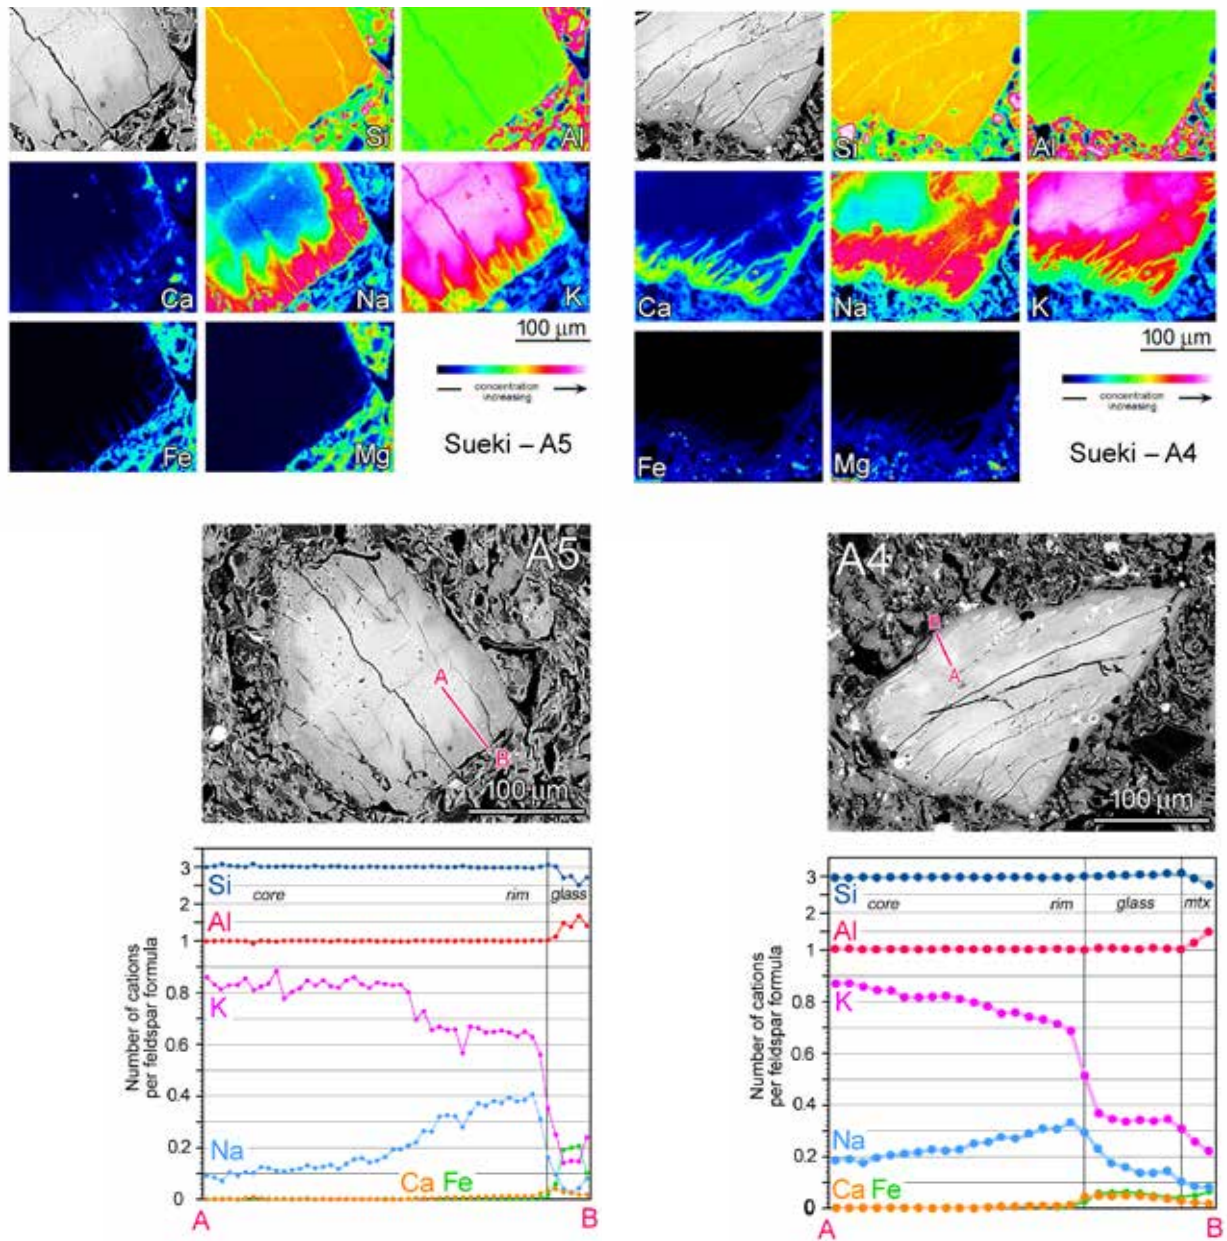 Si
Al
Ca
Na
K
100 μm
Fe
Mg
concentration
increasing
Sueki – A5
Si
Al
Ca
Na
K
100 μm
Fe
Mg
concentration
increasing
Sueki – A4
A5
A
B
100 μm
A4
B
A
100 μm
Number of cations
per feldspar formula
3
2
1
0.8
0.6
0.4
0.2
0
Si
core
rim
glass
Al
K
Na
Ca Fe
A
B
Number of cations
per feldspar formula
3
2
1
0.8
0.6
0.4
0.2
0
Si
core
rim
glass
mtx
Al
K
Na
Ca Fe
A
B